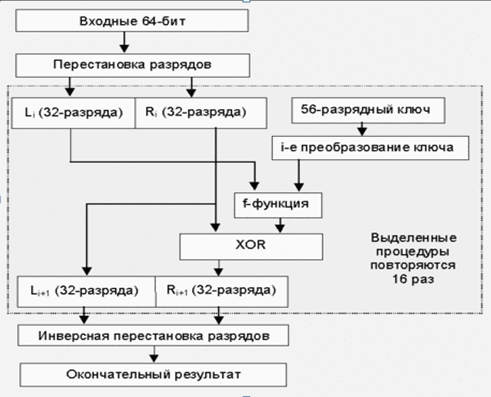 Входные 64-бит
Перестановка разрядов
Li (32-разряда)
Ri (32-разряда)
56-разрядный ключ
i-е преобразование ключа
f-функция
XOR
Выделенные
процедуры
повторяются
16 раз
Li+1 (32-разряда)
Ri+1 (32-разряда)
Инверсная перестановка разрядов
Окончательный результат